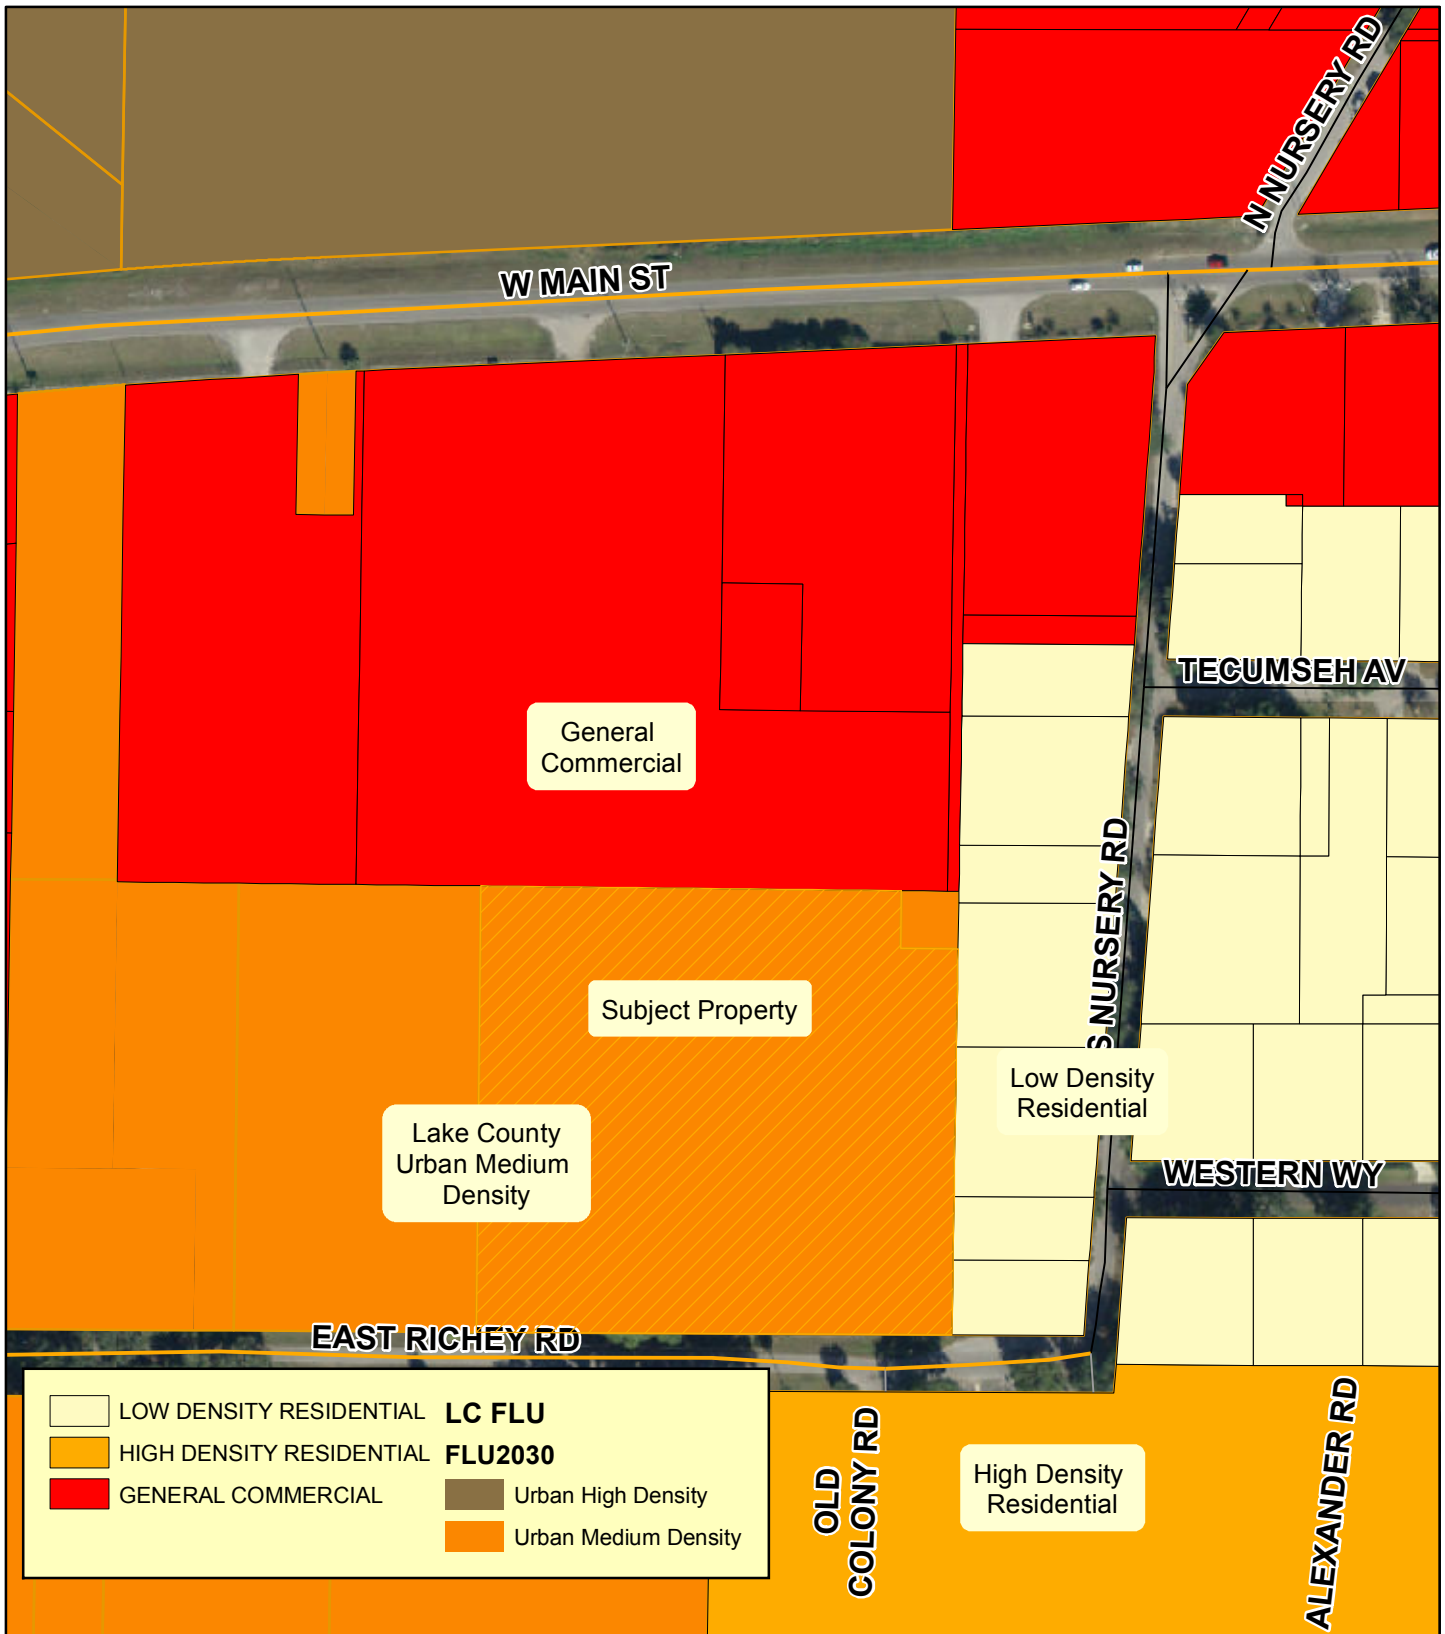 N NURSERY RD
W MAIN ST
TECUMSEH AV
General
Commercial
S NURSERY RD
Subject Property
Low Density
Residential
Lake County
Urban Medium
Density
WESTERN WY
EAST RICHEY RD
LOW DENSITY RESIDENTIAL
HIGH DENSITY RESIDENTIAL
GENERAL COMMERCIAL
LC FLU
FLU2030
Urban High Density
Urban Medium Density
OLD
COLONY RD
High Density
Residential
ALEXANDER RD